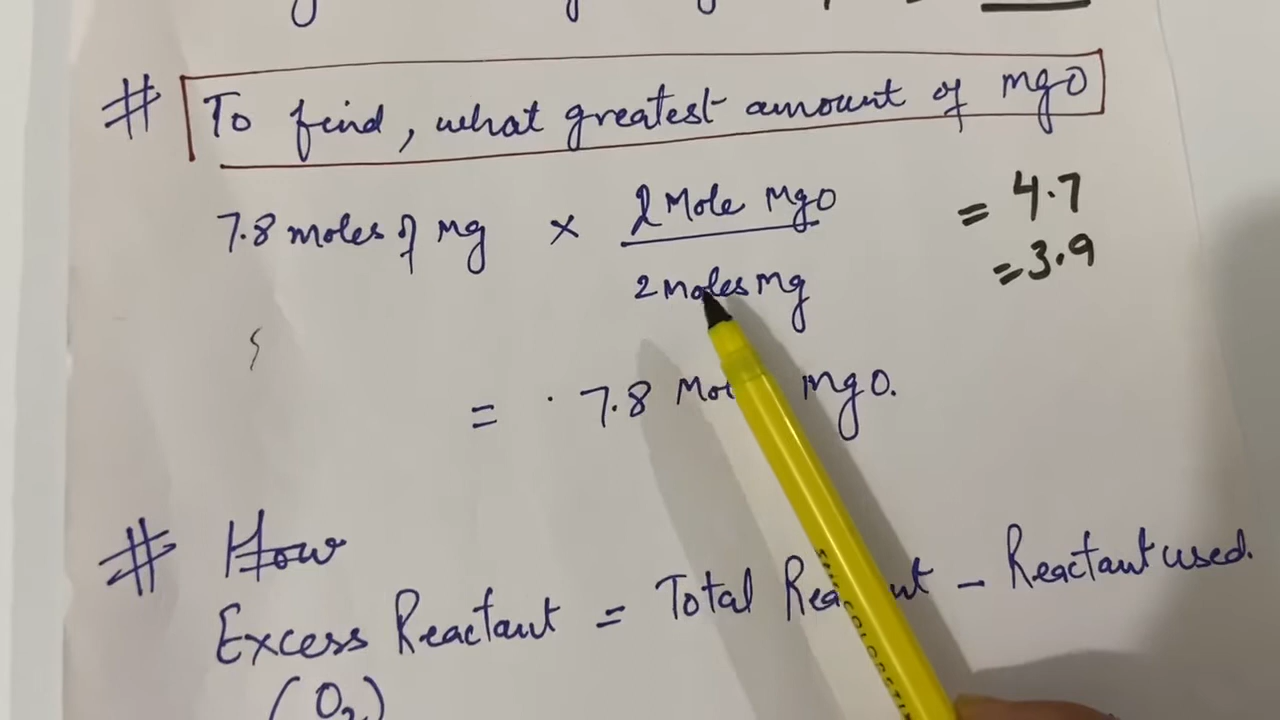 # To find, what greatest amount of MgO
7.8 moles of Mg × 2 Mole MgO = 4.7
2 Moles Mg = 3.9
= 7.8 MgO.
# How
Excess Reactant = Total - Reactant used.
(O2)